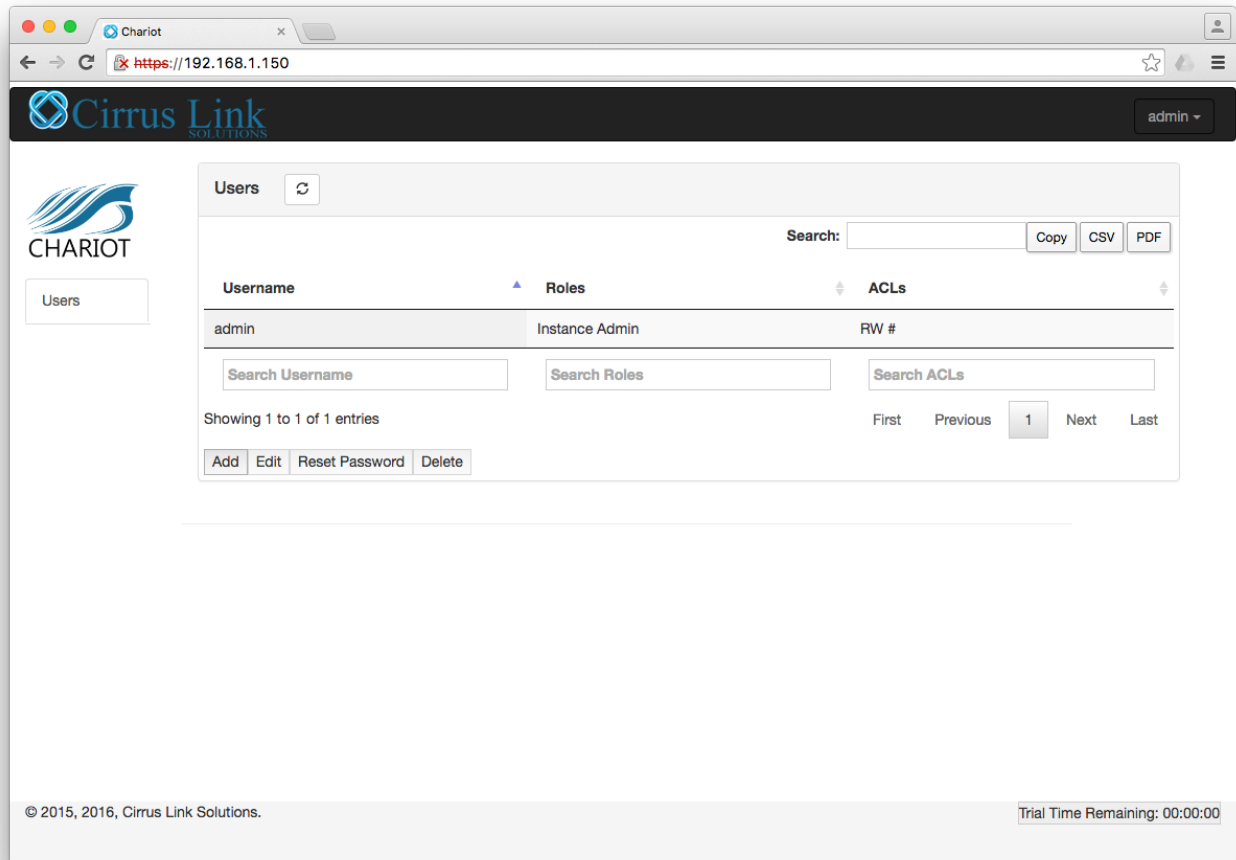 Chariot
https://192.168.1.150
Cirrus Link
SOLUTIONS
admin
CHARIOT
Users
Users
Search: Copy CSV PDF
Username Roles ACLs
admin Instance Admin RW #
Search Username Search Roles Search ACLs
Showing 1 to 1 of 1 entries First Previous 1 Next Last
Add Edit Reset Password Delete
© 2015, 2016, Cirrus Link Solutions. Trial Time Remaining: 00:00:00